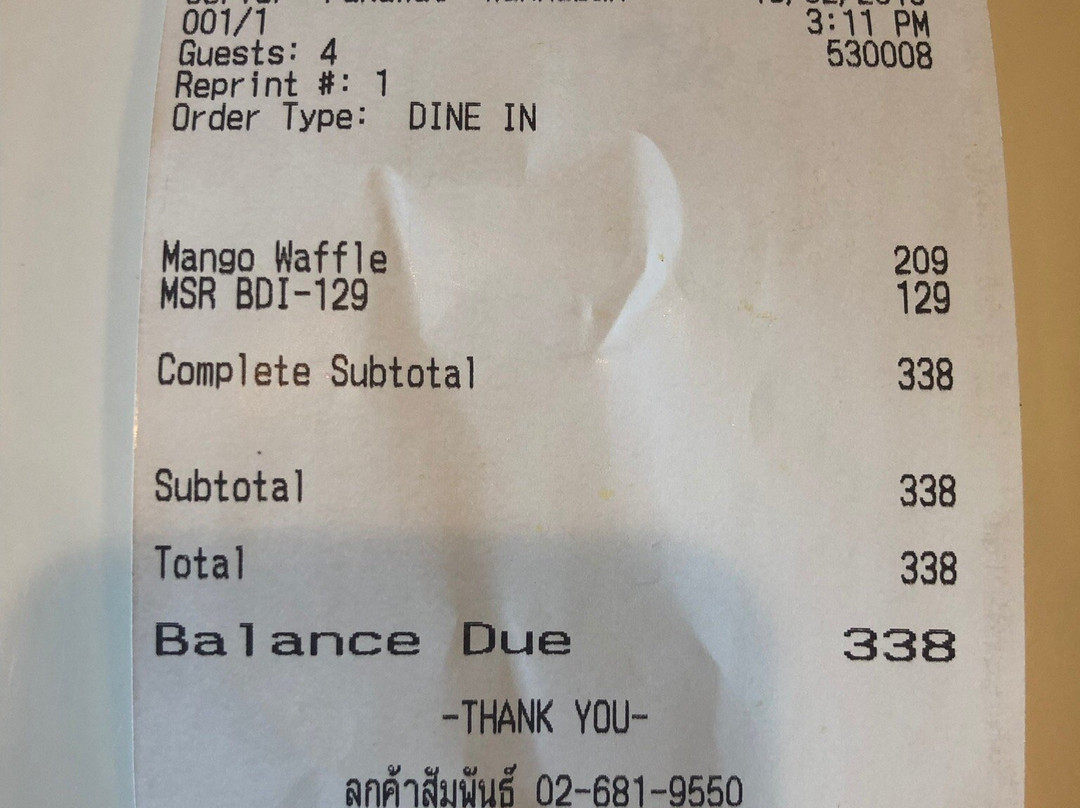 001/1 3:11 PM
Guests: 4 530008
Reprint #: 1
Order Type: DINE IN
Mango Waffle 209
MSR BDI-129 129
Complete Subtotal 338
Subtotal 338
Total 338
Balance Due 338
-THANK YOU-
ลูกค้าสัมพันธ์ 02-681-9550